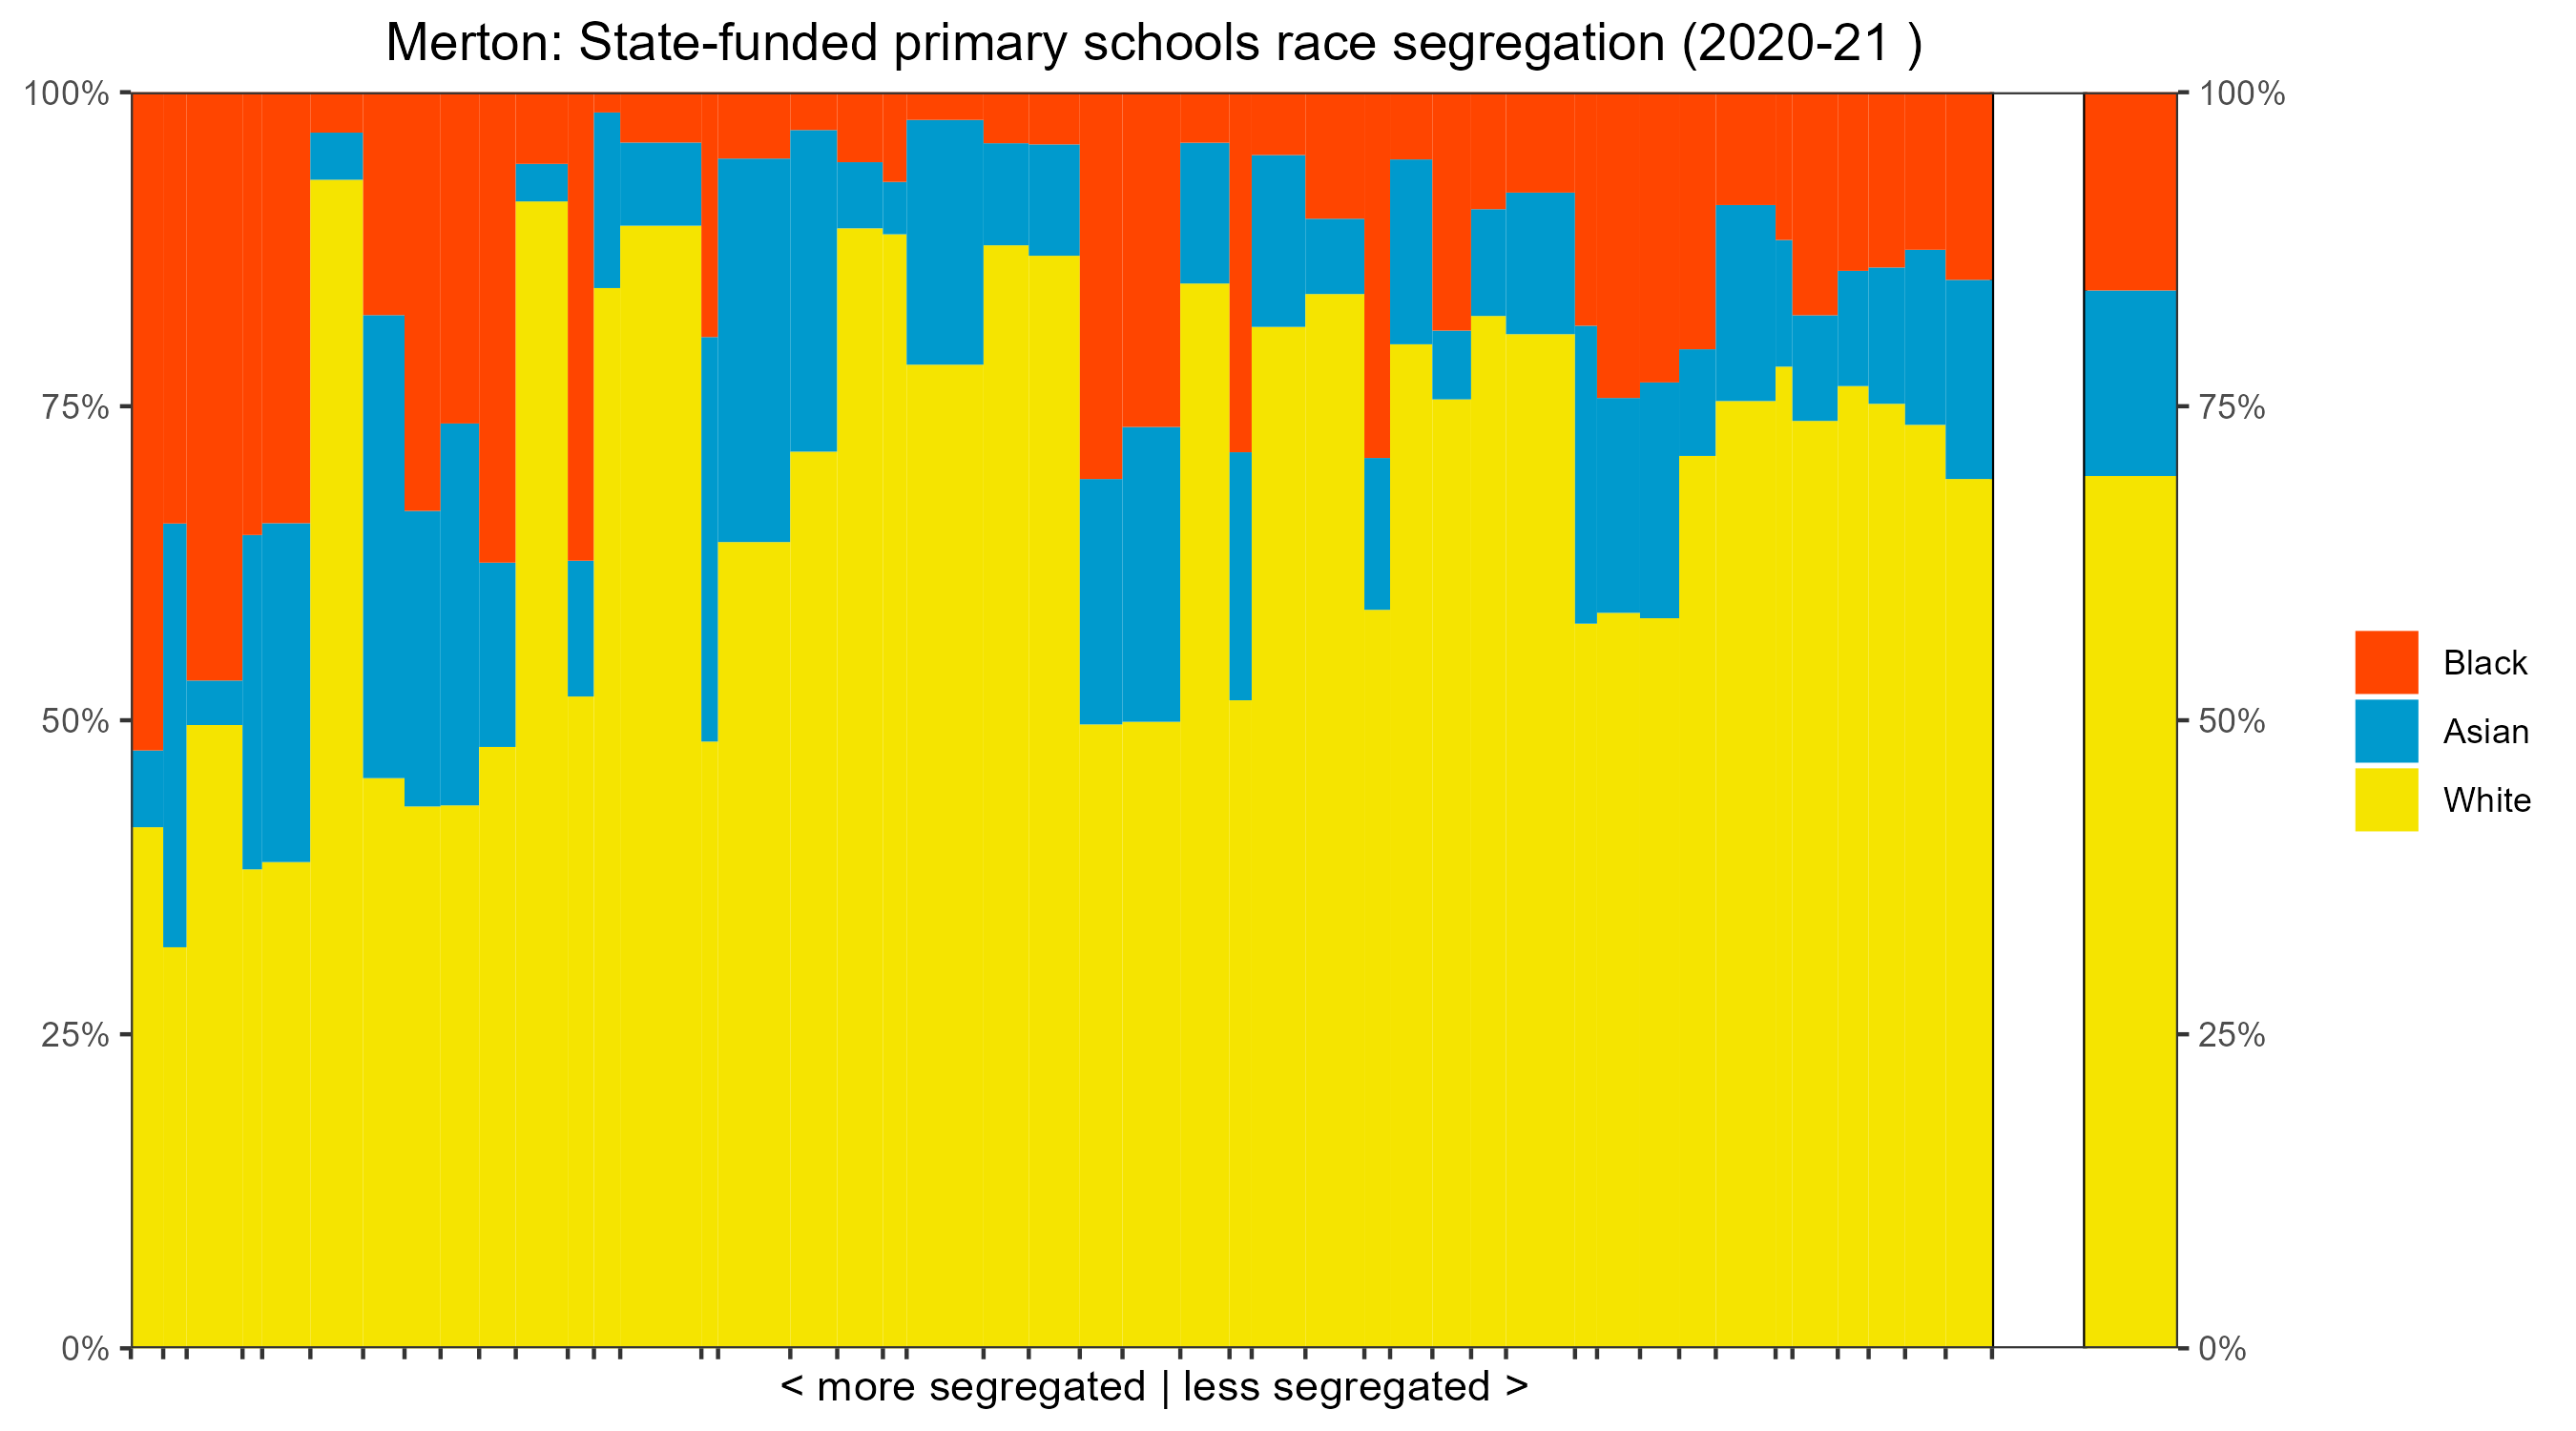 Merton: State-funded primary schools race segregation (2020-21 )
100%
75%
50%
25%
0%
100%
75%
50%
25%
0%
Black
Asian
White
< more segregated | less segregated >